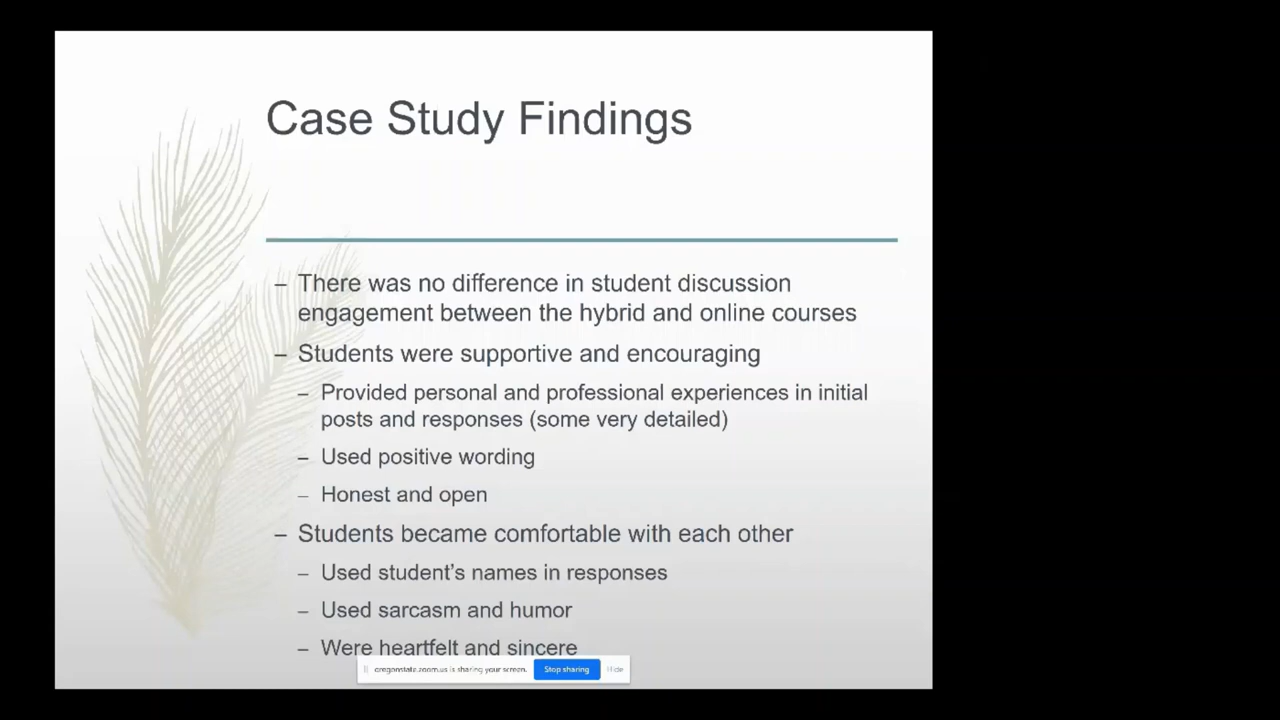 Case Study Findings
– There was no difference in student discussion
engagement between the hybrid and online courses
– Students were supportive and encouraging
– Provided personal and professional experiences in initial
posts and responses (some very detailed)
– Used positive wording
– Honest and open
– Students became comfortable with each other
– Used student's names in responses
– Used sarcasm and humor
– Were heartfelt and sincere
oregonstate.zoom.us is sharing your screen. Stop sharing Hide